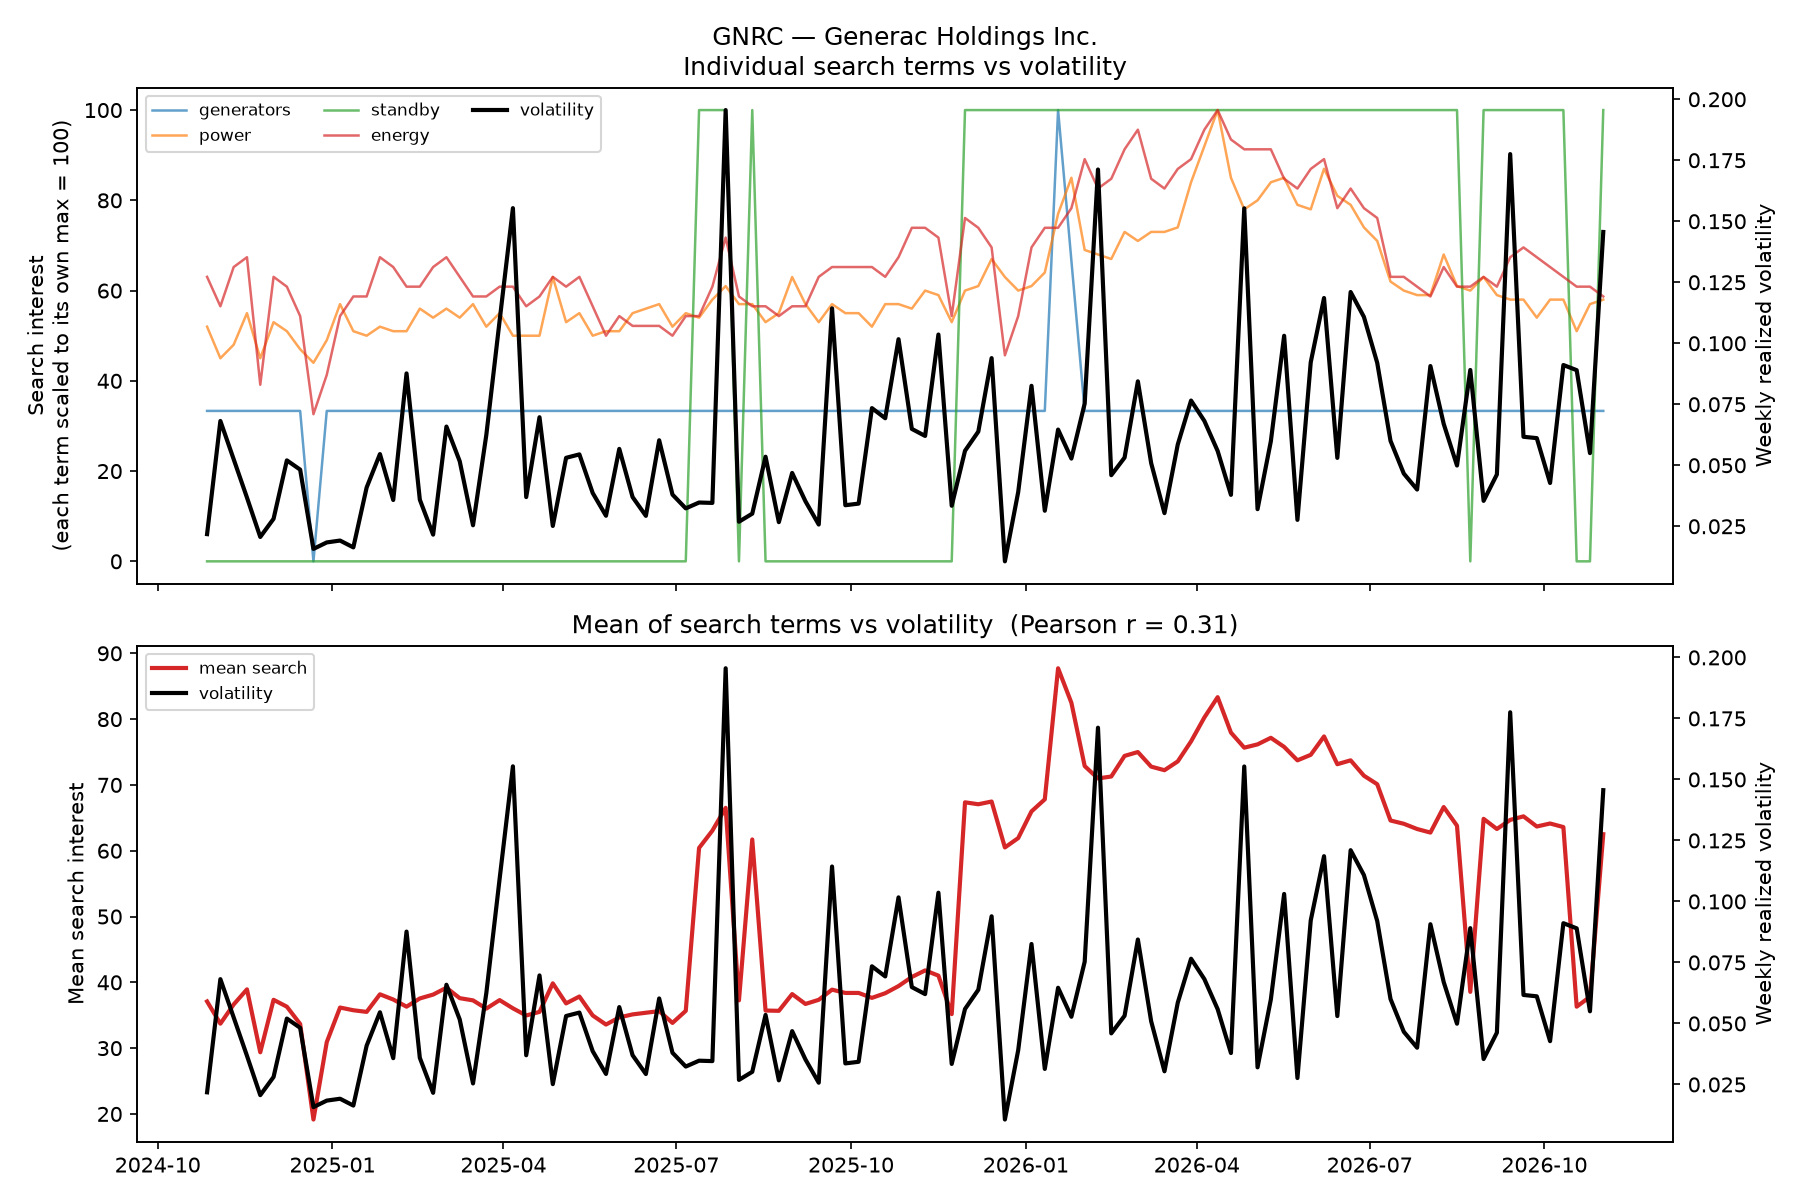 GNRC — Generac Holdings Inc.
Individual search terms vs volatility
generators
power
standby
energy
volatility
Search interest
(each term scaled to its own max = 100)
100
80
60
40
20
0
0.200
0.175
0.150
0.125
0.100
0.075
0.050
0.025
Weekly realized volatility
Mean of search terms vs volatility (Pearson r = 0.31)
mean search
volatility
Mean search interest
90
80
70
60
50
40
30
20
0.200
0.175
0.150
0.125
0.100
0.075
0.050
0.025
Weekly realized volatility
2024-10
2025-01
2025-04
2025-07
2025-10
2026-01
2026-04
2026-07
2026-10